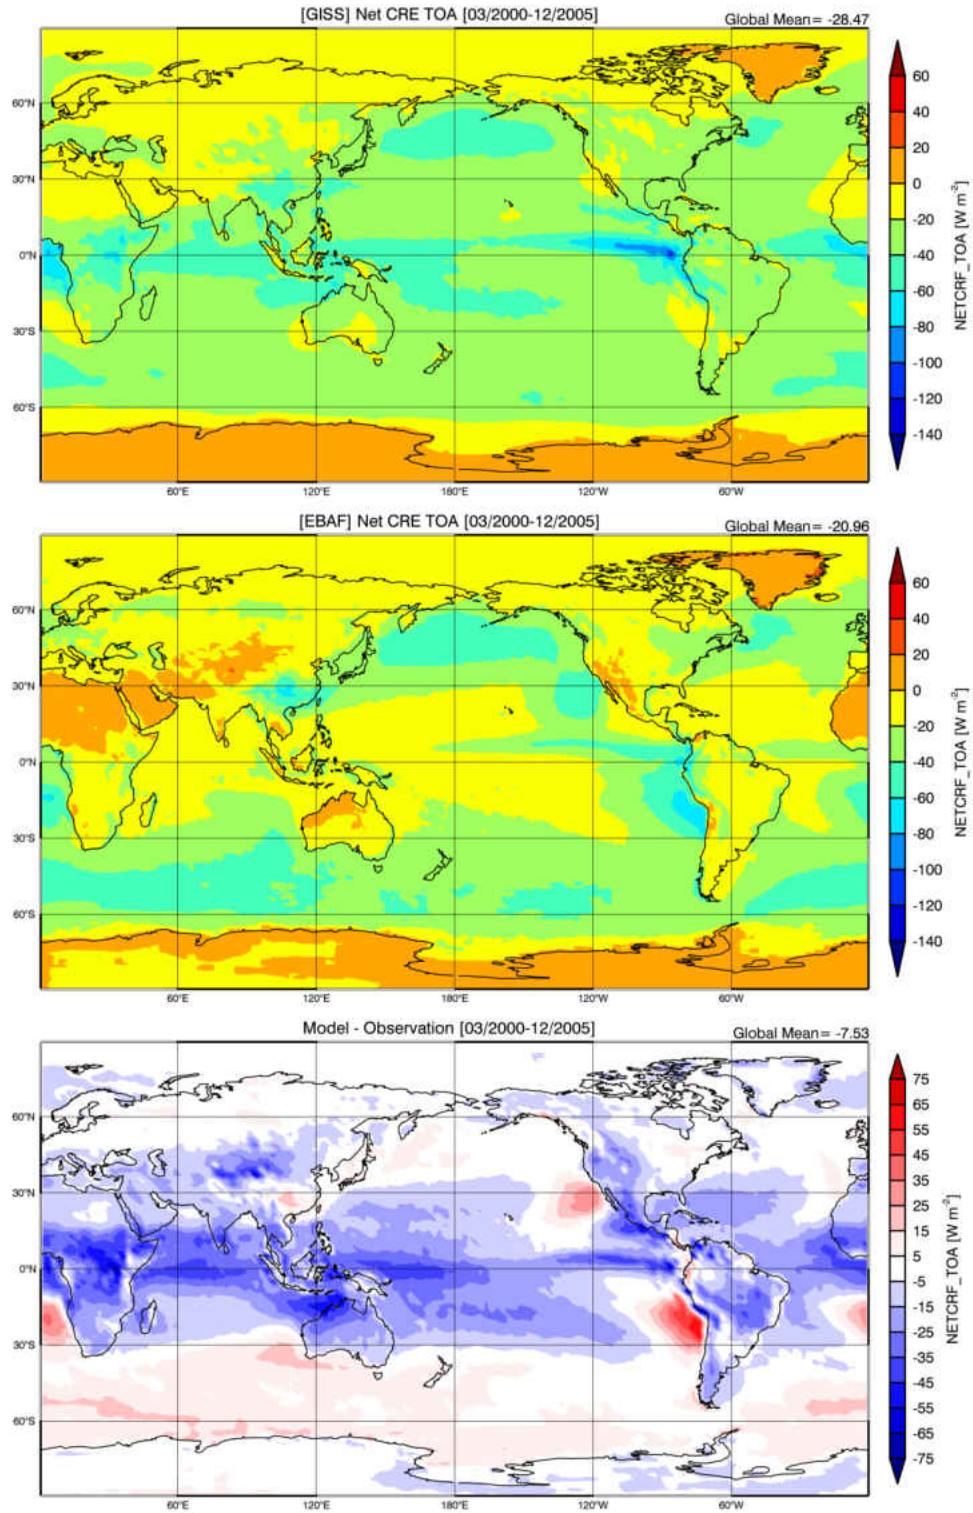 [GISS] Net CRE TOA [03/2000-12/2005]
Global Mean= -28.47
60°N
30°N
0°N
30°S
60°S
60°E
120°E
180°E
120°W
60°W
60
40
20
0
-20
-40
-60
-80
-100
-120
-140
NETCRF_TOA [W m-2]
[EBAF] Net CRE TOA [03/2000-12/2005]
Global Mean= -20.96
60°N
30°N
0°N
30°S
60°S
60°E
120°E
180°E
120°W
60°W
60
40
20
0
-20
-40
-60
-80
-100
-120
-140
NETCRF_TOA [W m-2]
Model - Observation [03/2000-12/2005]
Global Mean= -7.53
60°N
30°N
0°N
30°S
60°S
60°E
120°E
180°E
120°W
60°W
75
65
55
45
35
25
15
5
-5
-15
-25
-35
-45
-55
-65
-75
NETCRF_TOA [W m-2]